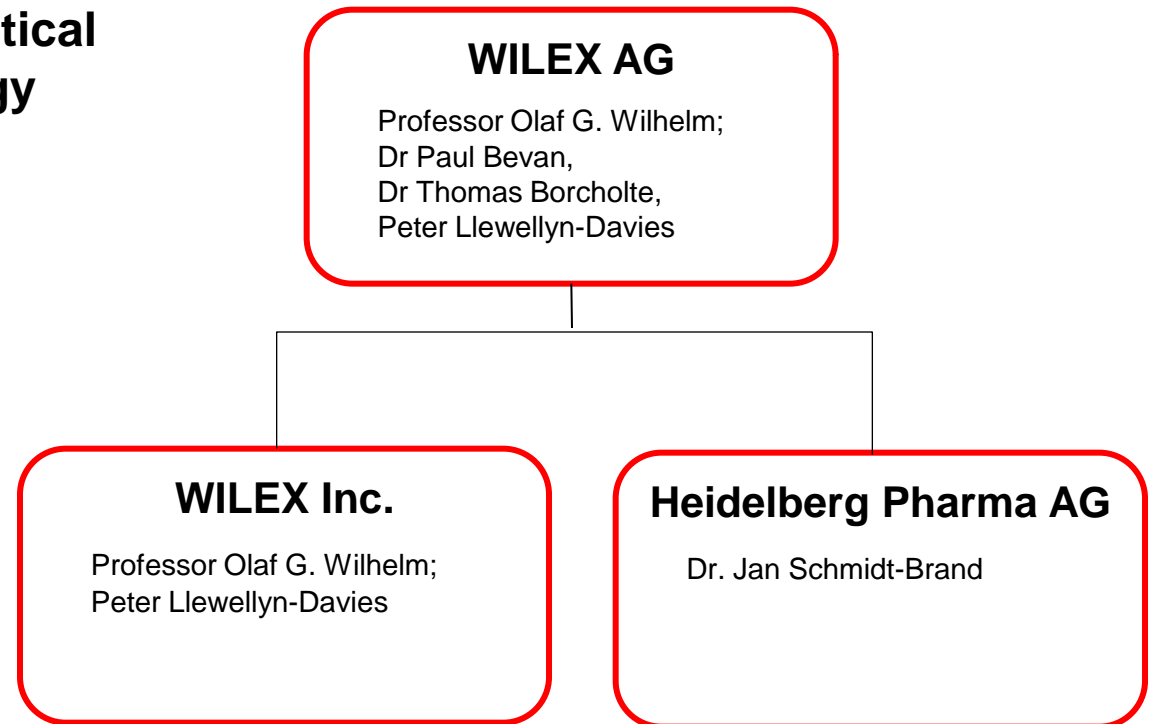 tical
gy
WILEX AG
Professor Olaf G. Wilhelm;
Dr Paul Bevan,
Dr Thomas Borcholte,
Peter Llewellyn-Davies
WILEX Inc.
Professor Olaf G. Wilhelm;
Peter Llewellyn-Davies
Heidelberg Pharma AG
Dr. Jan Schmidt-Brand